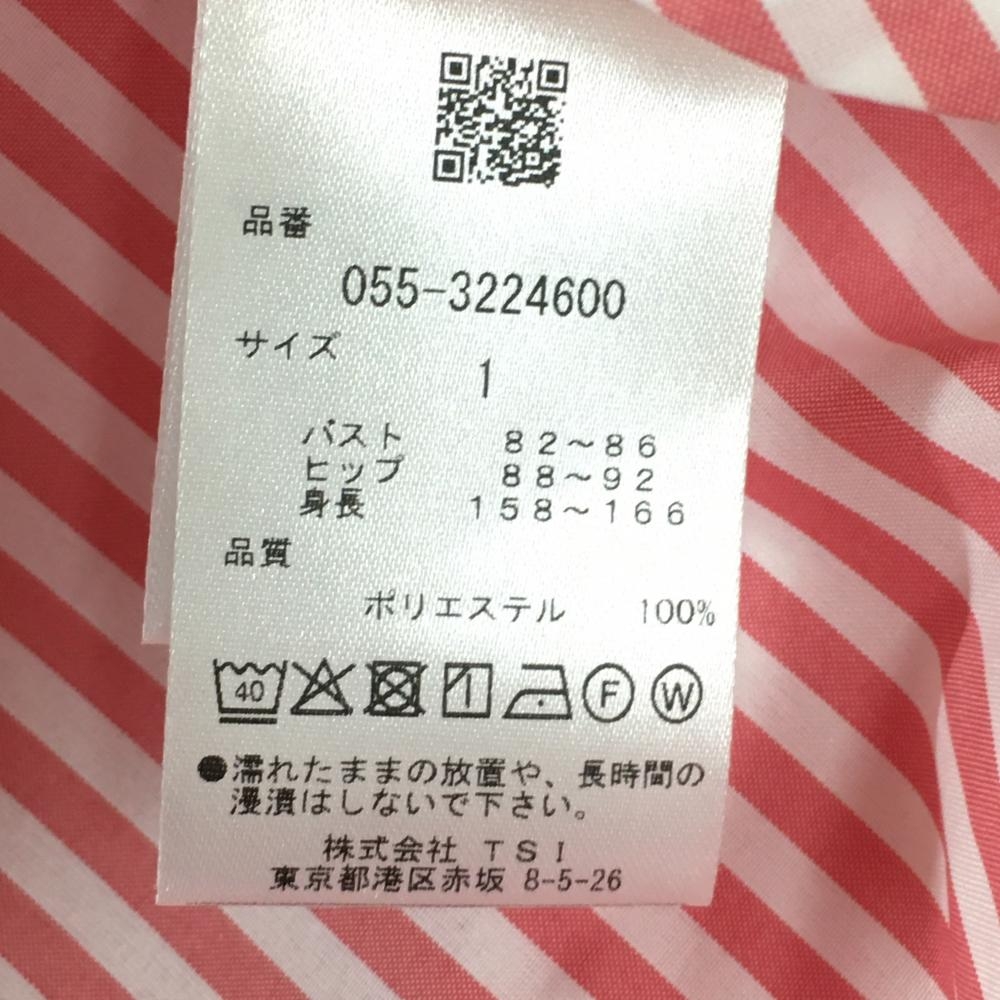 品番
055-3224600
サイズ
1
バスト 82~86
ヒップ 88~92
身長 158~166
品質
ポリエステル 100%
40 F W
●濡れたままの放置や、長時間の
浸漬はしないで下さい。
株式会社 TSI
東京都港区赤坂 8-5-26